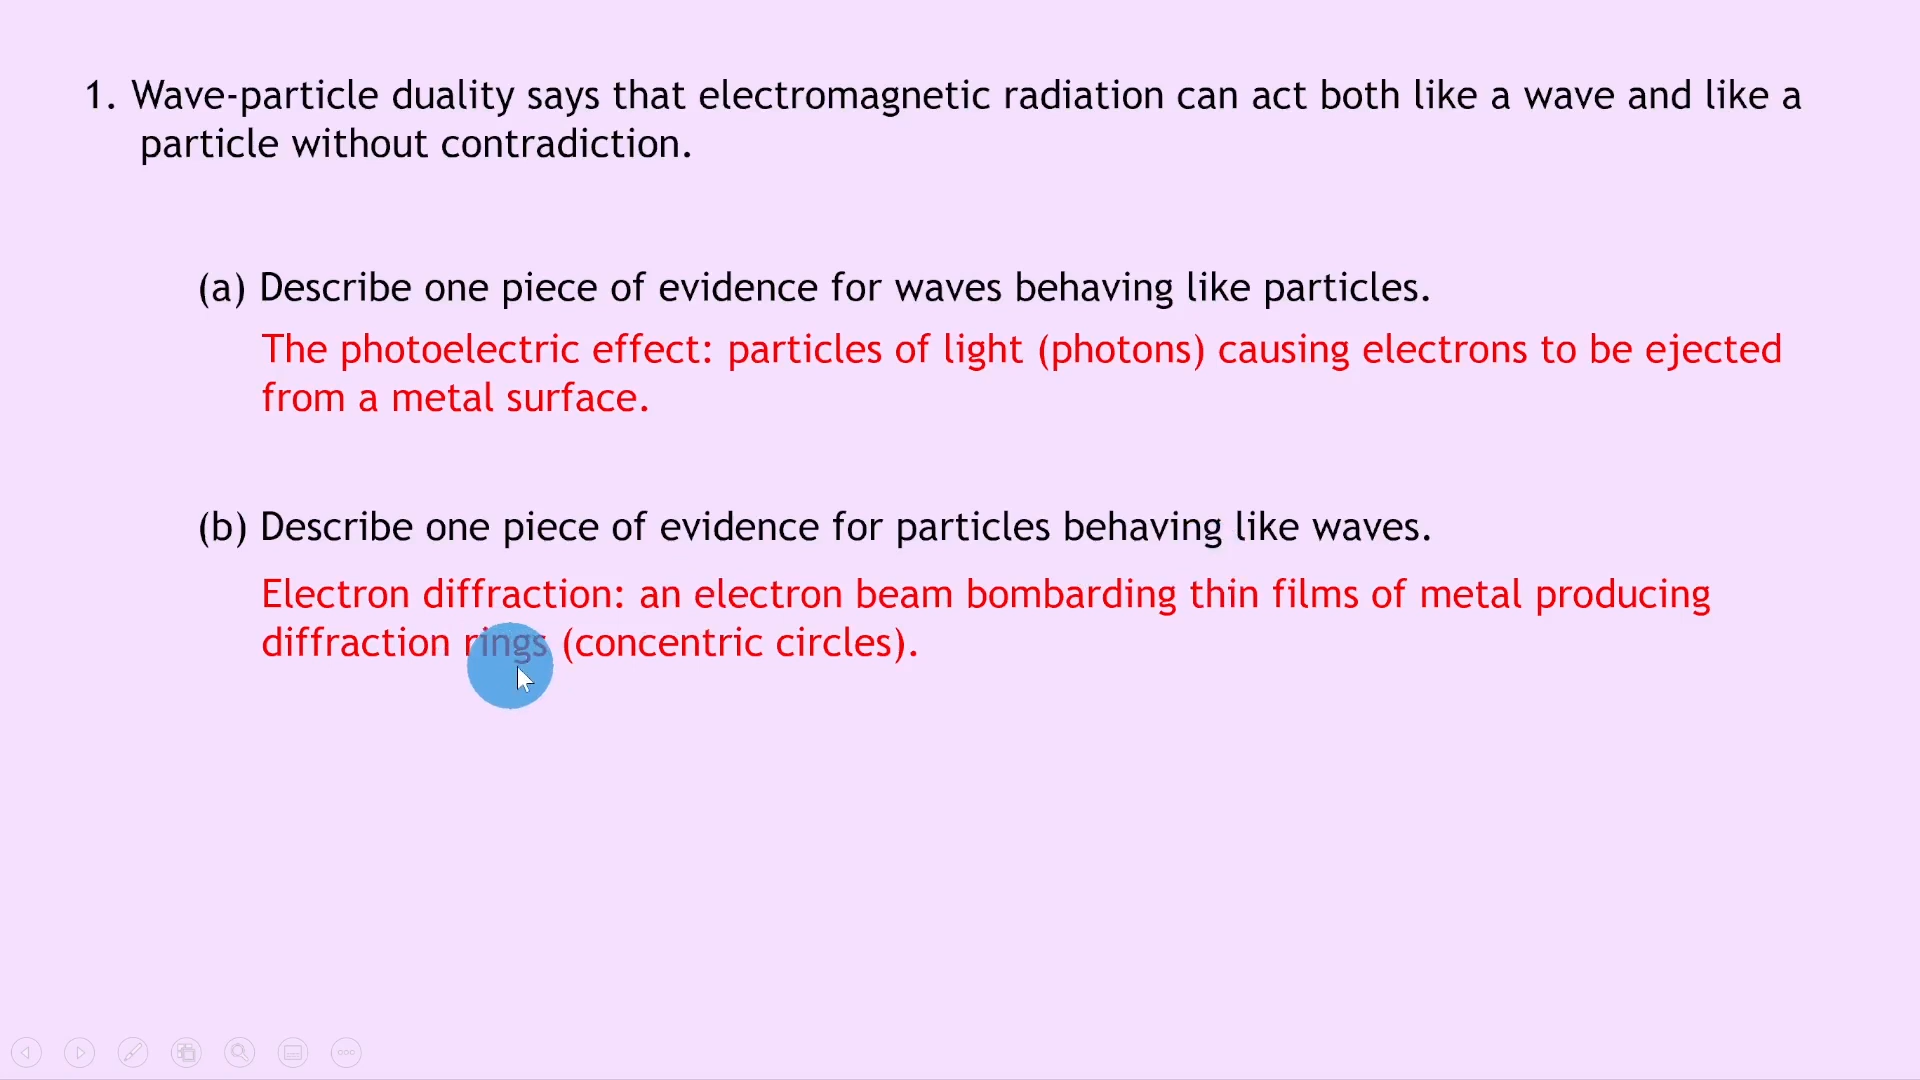 1. Wave-particle duality says that electromagnetic radiation can act both like a wave and like a
particle without contradiction.
(a) Describe one piece of evidence for waves behaving like particles.
The photoelectric effect: particles of light (photons) causing electrons to be ejected
from a metal surface.
(b) Describe one piece of evidence for particles behaving like waves.
Electron diffraction: an electron beam bombarding thin films of metal producing
diffraction rings (concentric circles).